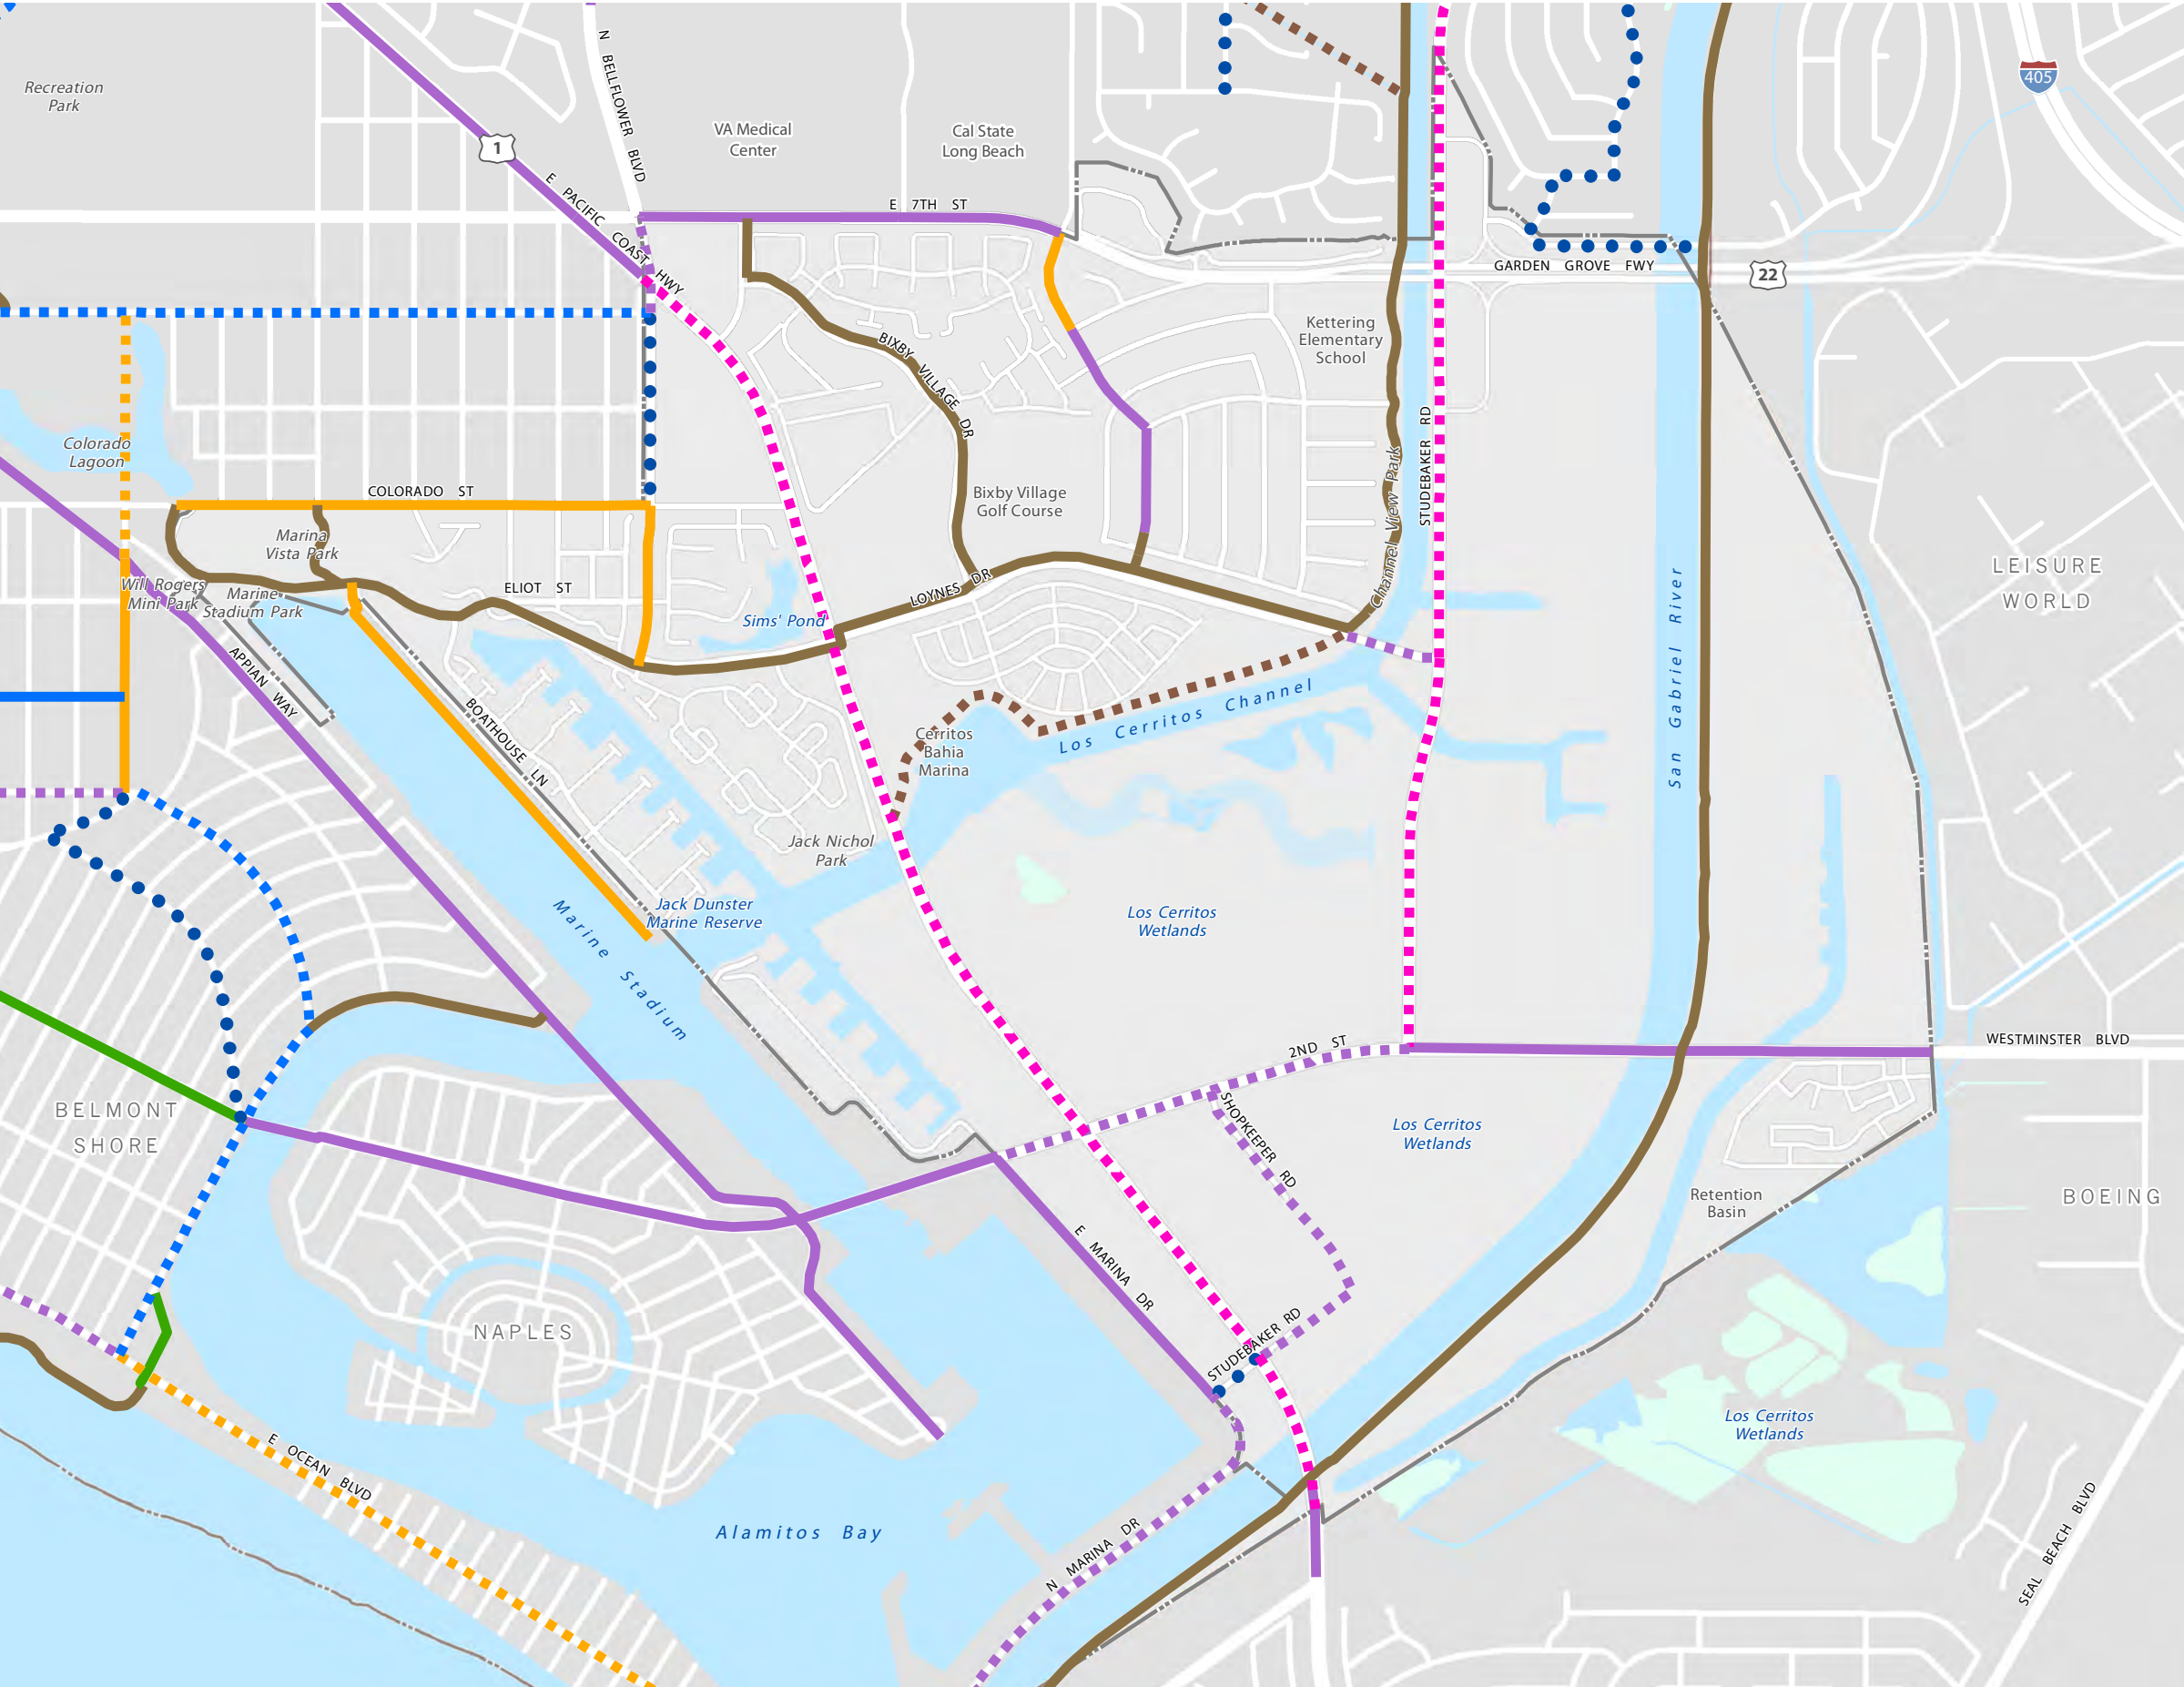 Recreation
Park
N BELLFLOWER BLVD
405
VA Medical
Center
Cal State
Long Beach
1
E PACIFIC COAST HWY
E 7TH ST
GARDEN GROVE FWY
22
Kettering
Elementary
School
BIXBY VILLAGE DR
Colorado
Lagoon
COLORADO ST
Bixby Village
Golf Course
STUDEBAKER RD
Channel View Park
Marina
Vista Park
Will Rogers
Mini Park
Marine
Stadium Park
ELIOT ST
LOYNES DR
Sims' Pond
LEISURE
WORLD
San Gabriel River
APPIAN WAY
BOATHOUSE LN
Los Cerritos Channel
Cerritos
Bahia
Marina
Jack Nichol
Park
Jack Dunster
Marine Reserve
Marine Stadium
Los Cerritos
Wetlands
2ND ST
WESTMINSTER BLVD
BELMONT
SHORE
SHOPKEEPER RD
Los Cerritos
Wetlands
Retention
Basin
BOEING
E MARINA DR
NAPLES
STUDEBAKER RD
Los Cerritos
Wetlands
E OCEAN BLVD
Alamitos Bay
N MARINA DR
SEAL BEACH BLVD